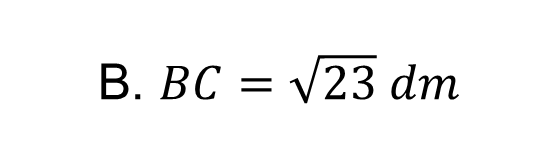 B. BC = √23 dm